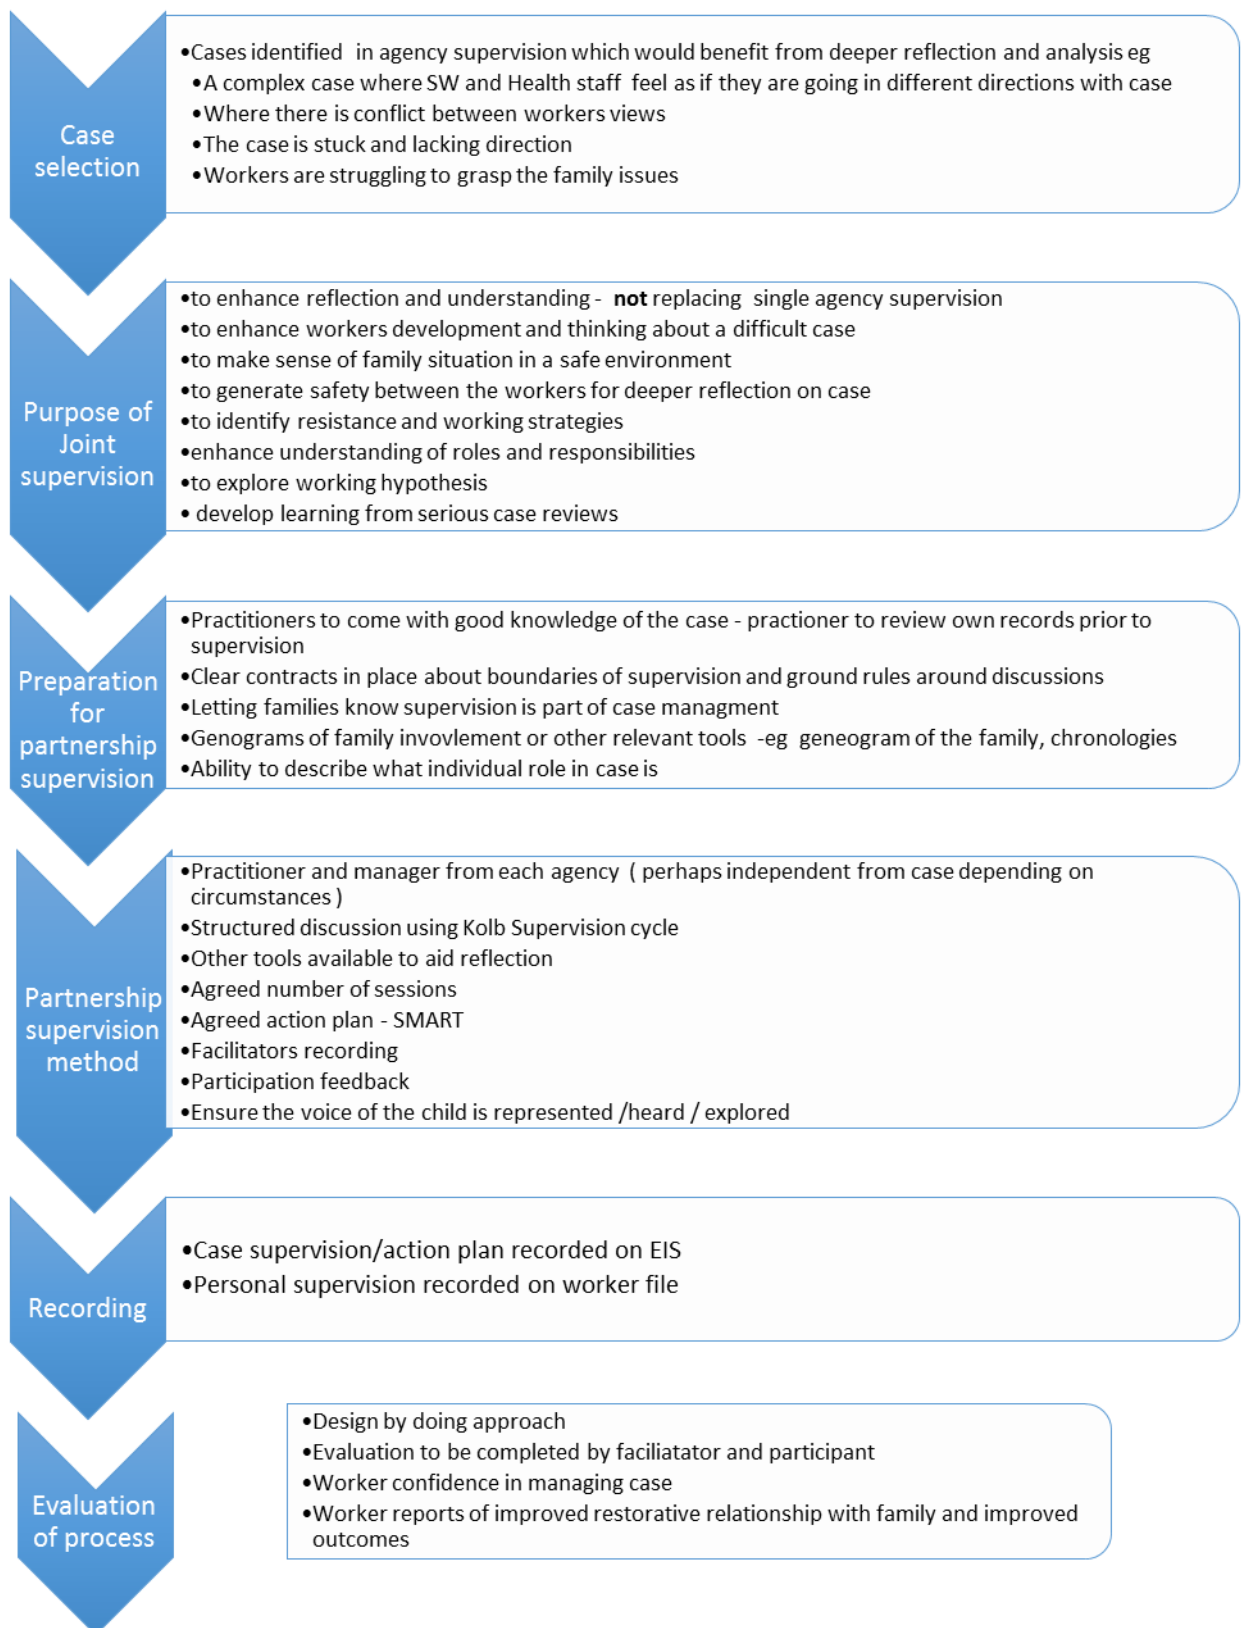 Case
selection
•Cases identified  in agency supervision which would benefit from deeper reflection and analysis eg
•A complex case where SW and Health staff  feel as if they are going in different directions with case
•Where there is conflict between workers views
•The case is stuck and lacking direction
•Workers are struggling to grasp the family issues
Purpose of
Joint
supervision
•to enhance reflection and understanding -  not replacing  single agency supervision
•to enhance workers development and thinking about a difficult case
•to make sense of family situation in a safe environment
•to generate safety between the workers for deeper reflection on case
•to identify resistance and working strategies
•enhance understanding of roles and responsibilities
•to explore working hypothesis
• develop learning from serious case reviews
Preparation
for
partnership
supervision
•Practitioners to come with good knowledge of the case - practioner to review own records prior to
supervision
•Clear contracts in place about boundaries of supervision and ground rules around discussions
•Letting families know supervision is part of case managment
•Genograms of family invovlement or other relevant tools  -eg  geneogram of the family, chronologies
•Ability to describe what individual role in case is
Partnership
supervision
method
•Practitioner and manager from each agency  ( perhaps independent from case depending on
circumstances )
•Structured discussion using Kolb Supervision cycle
•Other tools available to aid reflection
•Agreed number of sessions
•Agreed action plan - SMART
•Facilitators recording
•Participation feedback
•Ensure the voice of the child is represented /heard / explored
Recording
•Case supervision/action plan recorded on EIS
•Personal supervision recorded on worker file
Evaluation
of process
•Design by doing approach
•Evaluation to be completed by faciliatator and participant
•Worker confidence in managing case
•Worker reports of improved restorative relationship with family and improved
outcomes